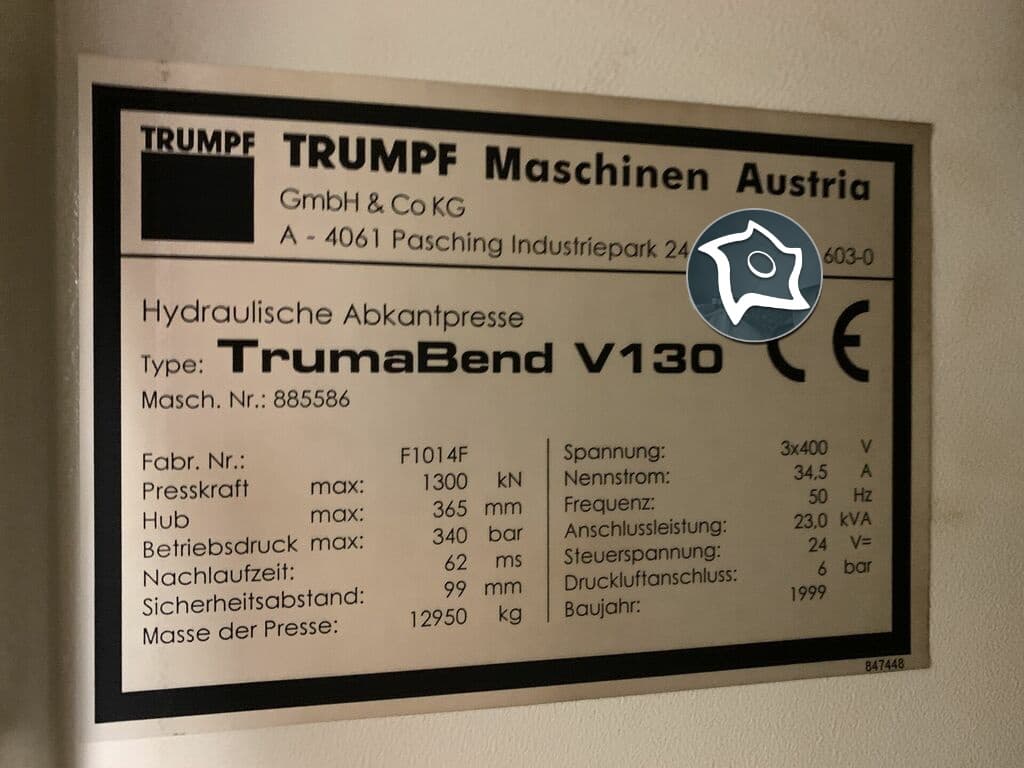 TRUMPF
TRUMPF Maschinen Austria
GmbH & Co KG
A - 4061 Pasching Industriepark 24 603-0
Hydraulische Abkantpresse
Type: TrumaBend V130
CE
Masch. Nr.: 885586
Fabr. Nr.: F1014F
Presskraft max: 1300 kN
Hub max: 365 mm
Betriebsdruck max: 340 bar
Nachlaufzeit: 62 ms
Sicherheitsabstand: 99 mm
Masse der Presse: 12950 kg
Spannung: 3x400 V
Nennstrom: 34,5 A
Frequenz: 50 Hz
Anschlussleistung: 23,0 kVA
Steuerspannung: 24 V=
Druckluftanschluss: 6 bar
Baujahr: 1999
847448